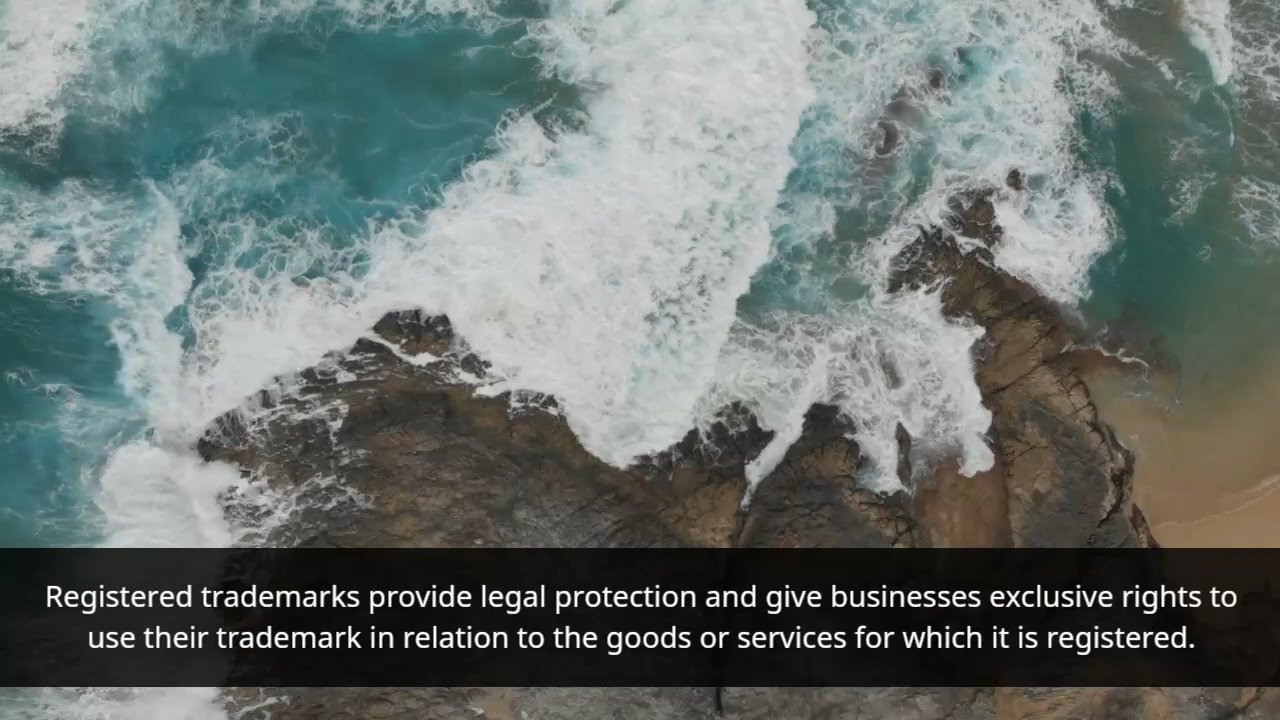 Registered trademarks provide legal protection and give businesses exclusive rights to
use their trademark in relation to the goods or services for which it is registered.